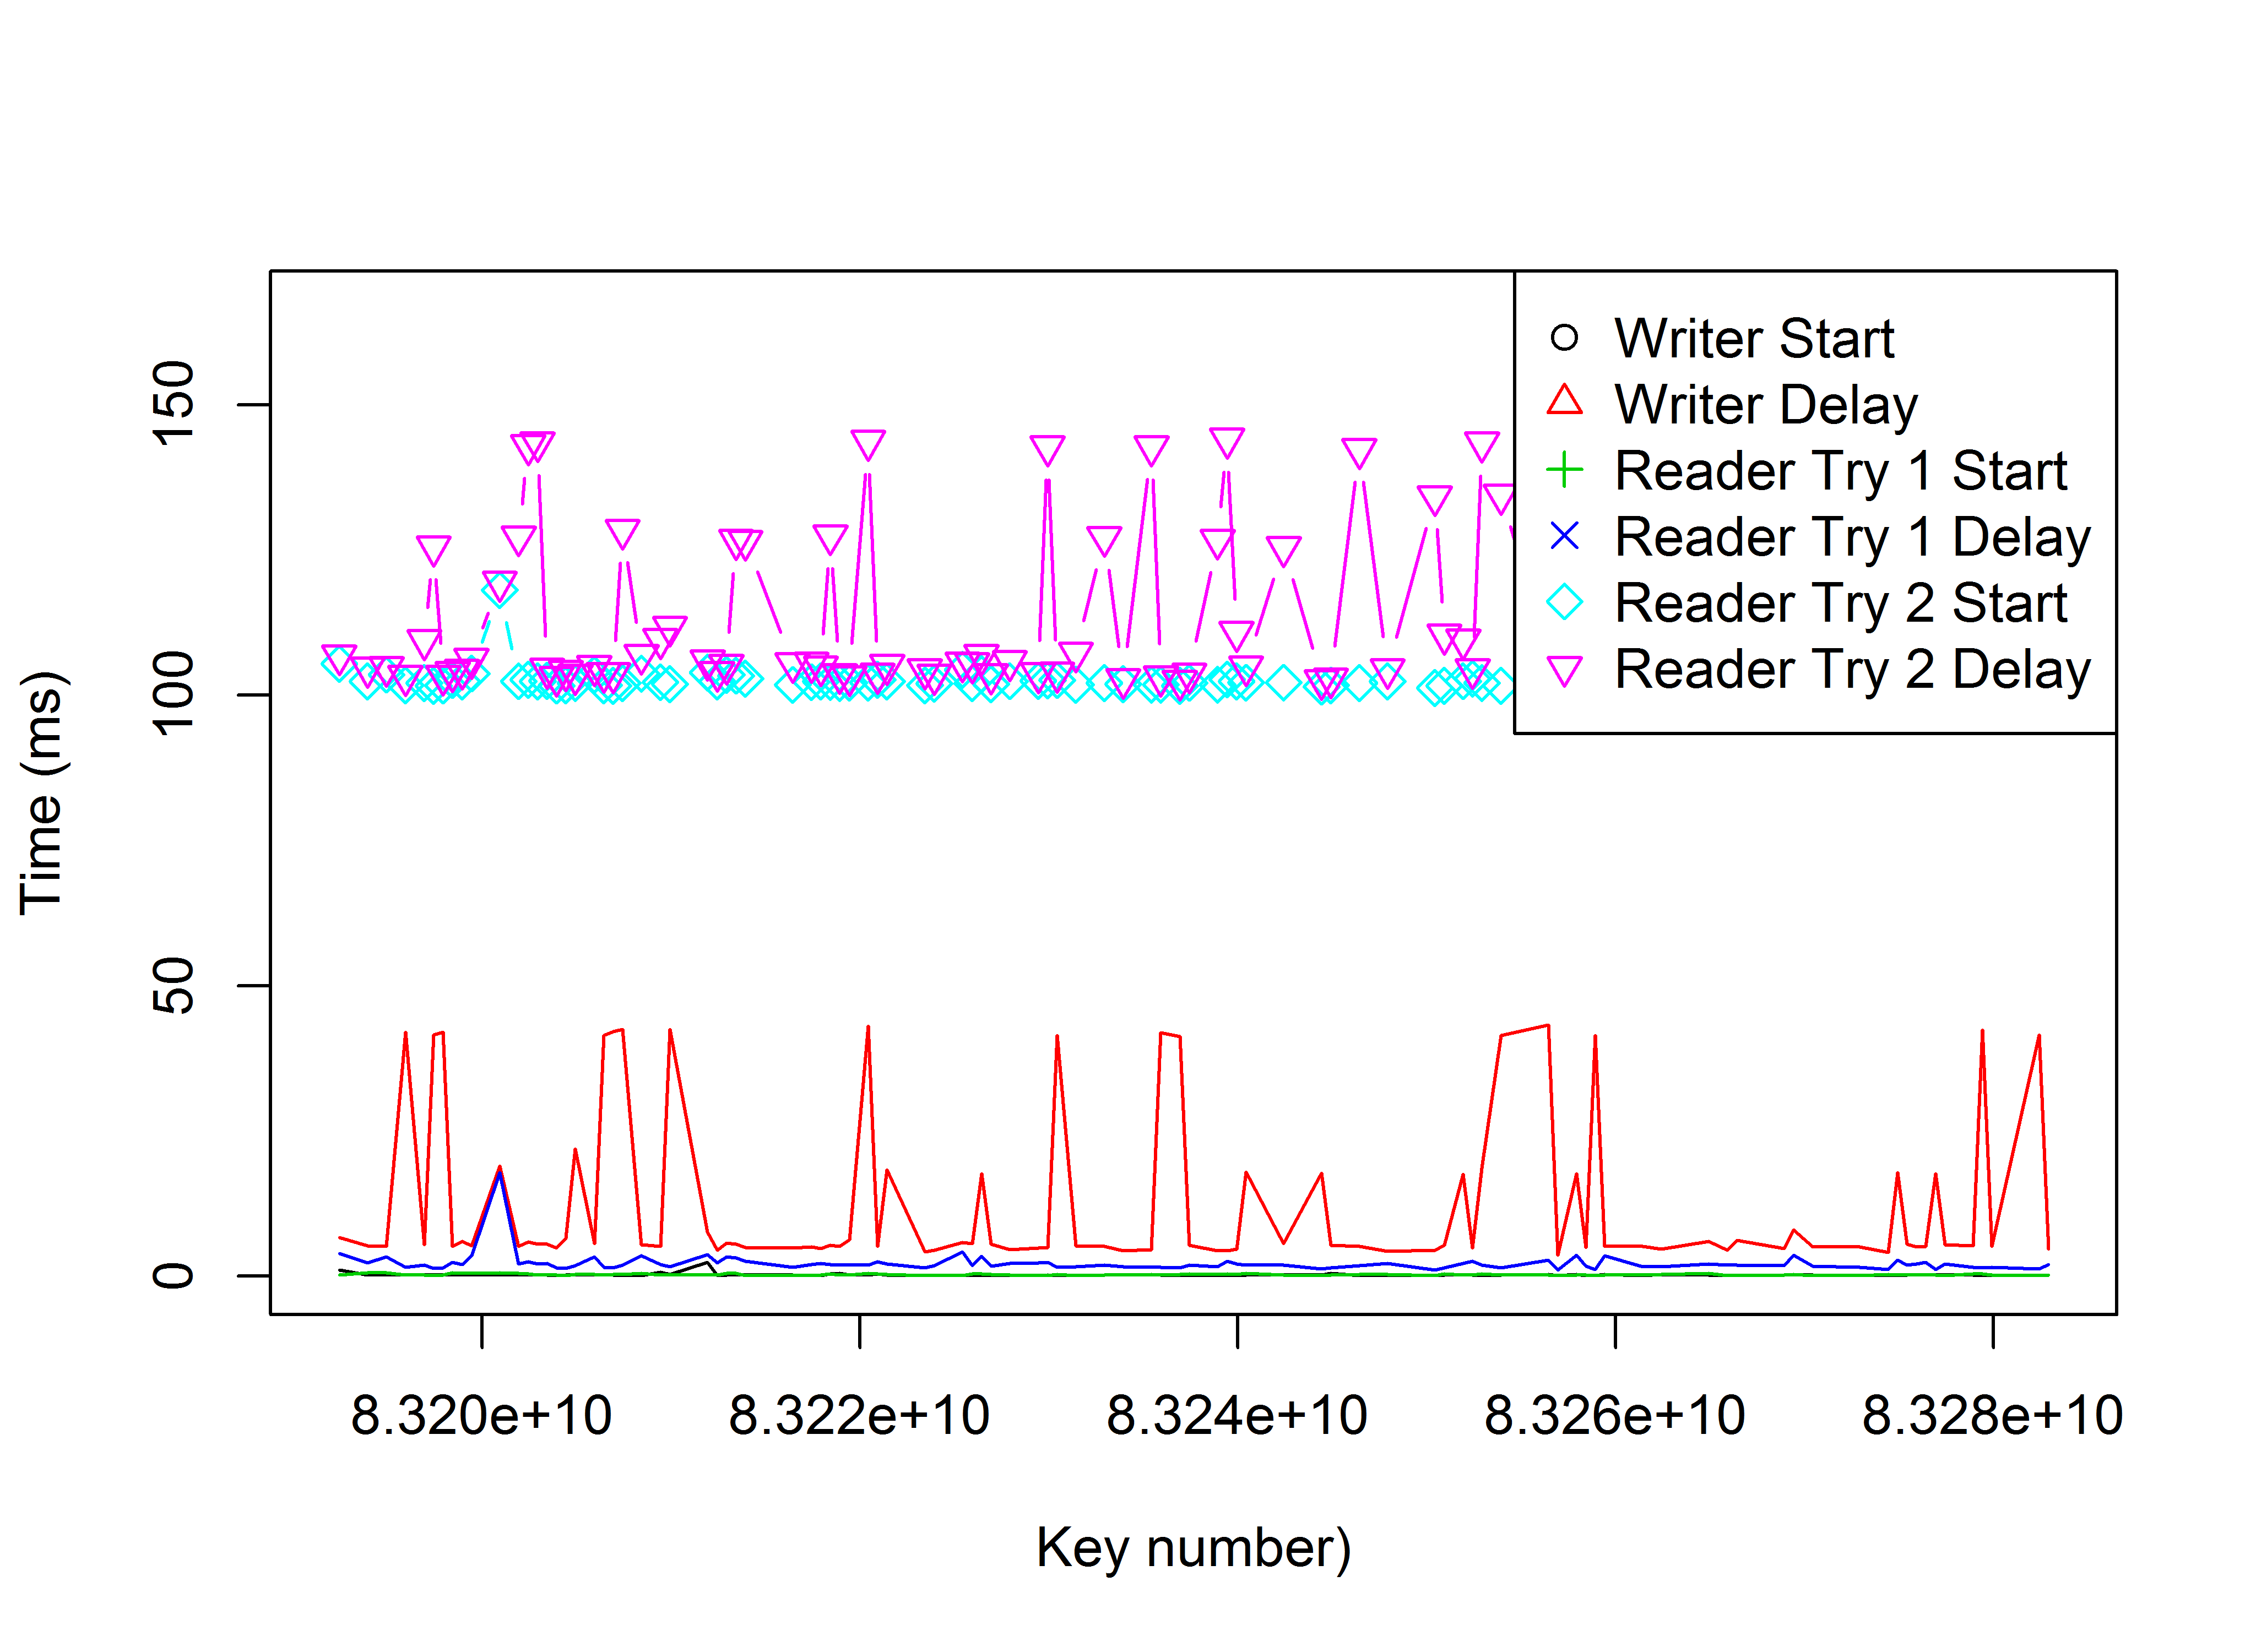 Time (ms)
150
100
50
0
Writer Start
Writer Delay
Reader Try 1 Start
Reader Try 1 Delay
Reader Try 2 Start
Reader Try 2 Delay
8.320e+10
8.322e+10
8.324e+10
8.326e+10
8.328e+10
Key number)